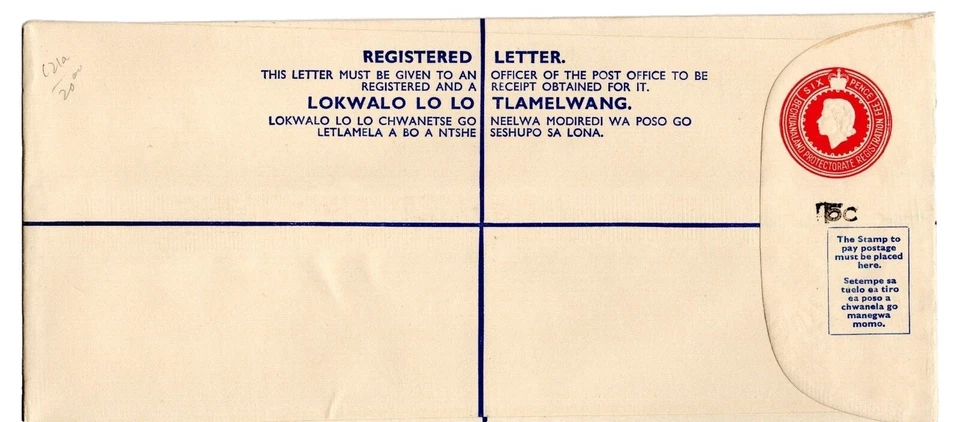 REGISTERED LETTER.
THIS LETTER MUST BE GIVEN TO AN OFFICER OF THE POST OFFICE TO BE
REGISTERED AND A RECEIPT OBTAINED FOR IT.
LOKWALO LO LO TLAMELWANG.
LOKWALO LO LO CHWANETSE GO NEELWA MODIREDI WA POSO GO
LETLAMELA A BO A NTSHE SESHUPO SA LONA.
SIX PENCE
BECHUANALAND PROTECTORATE REGISTRATION FEE
The Stamp to
pay postage
must be placed
here.
Setempe sa
tuelo ea tiro
ea poso a
chwanela go
manegwa
momo.